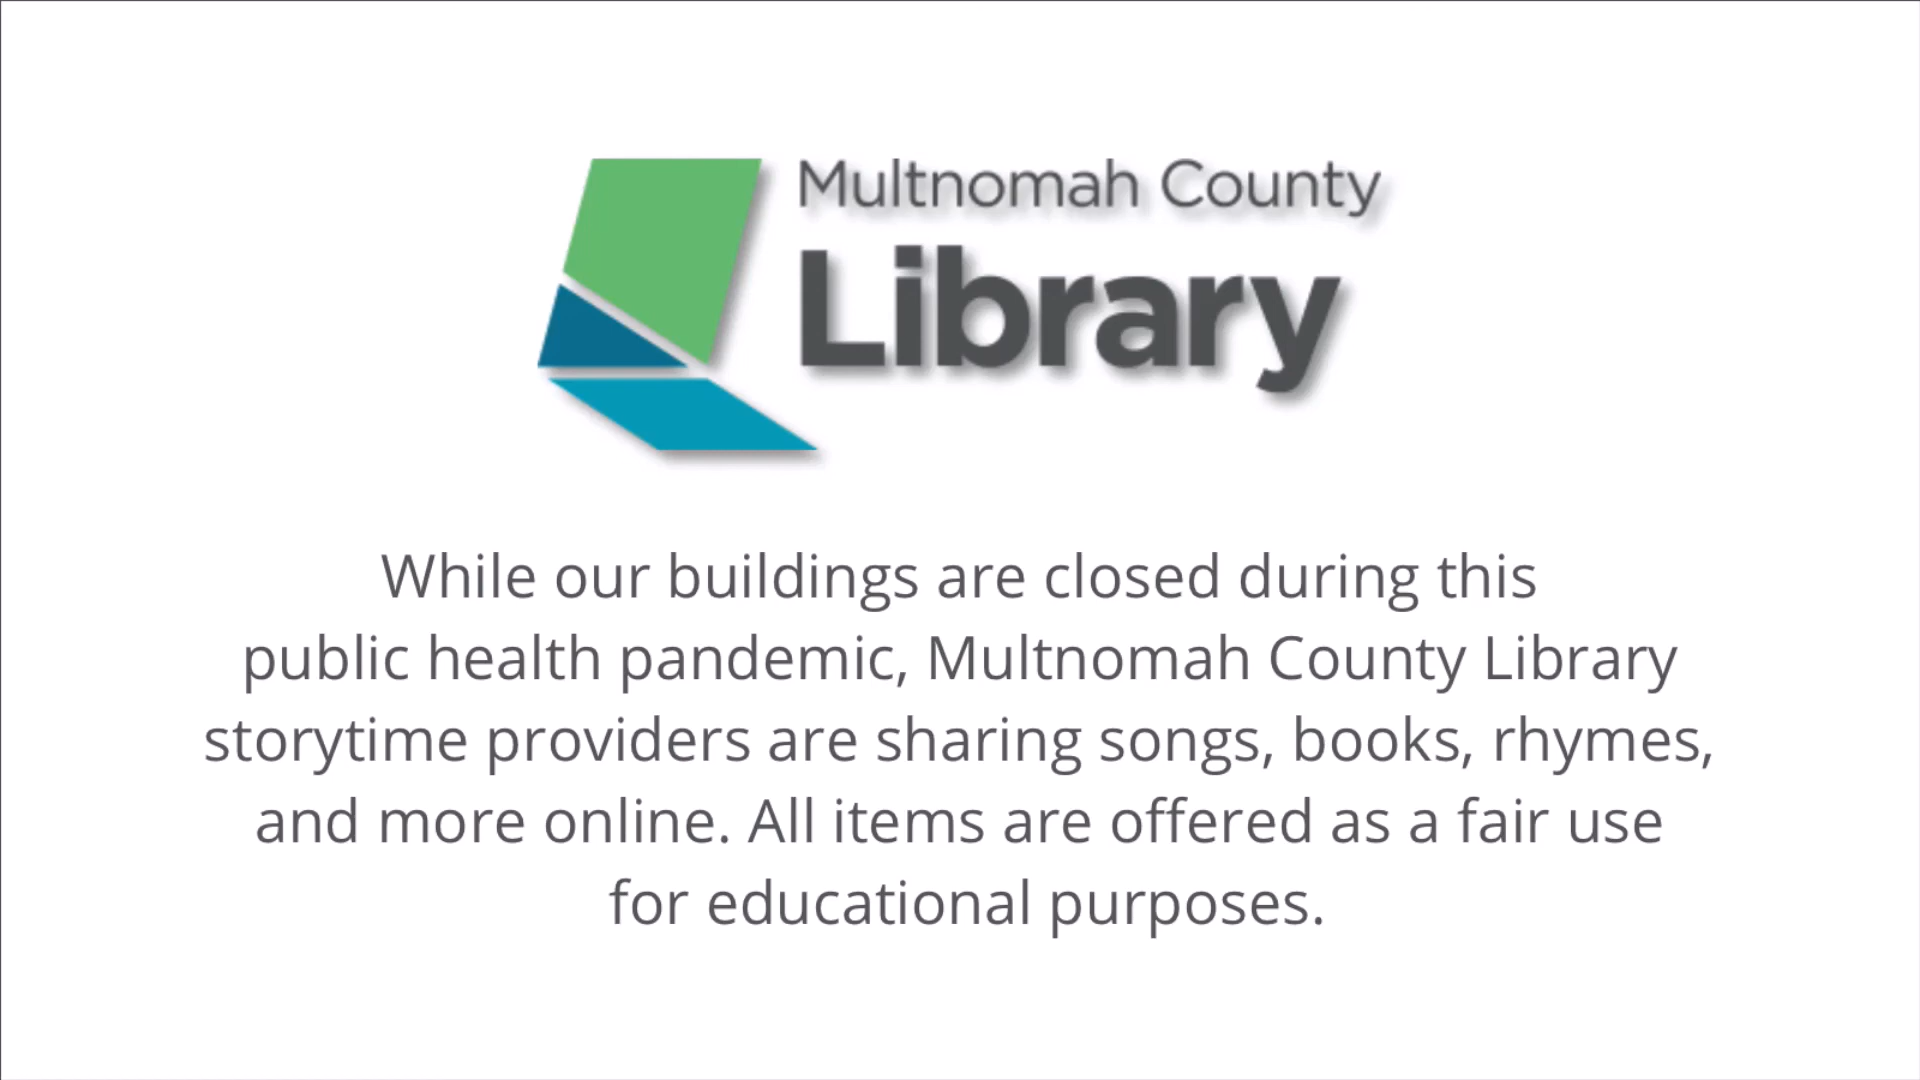 Multnomah County
Library
While our buildings are closed during this
public health pandemic, Multnomah County Library
storytime providers are sharing songs, books, rhymes,
and more online. All items are offered as a fair use
for educational purposes.